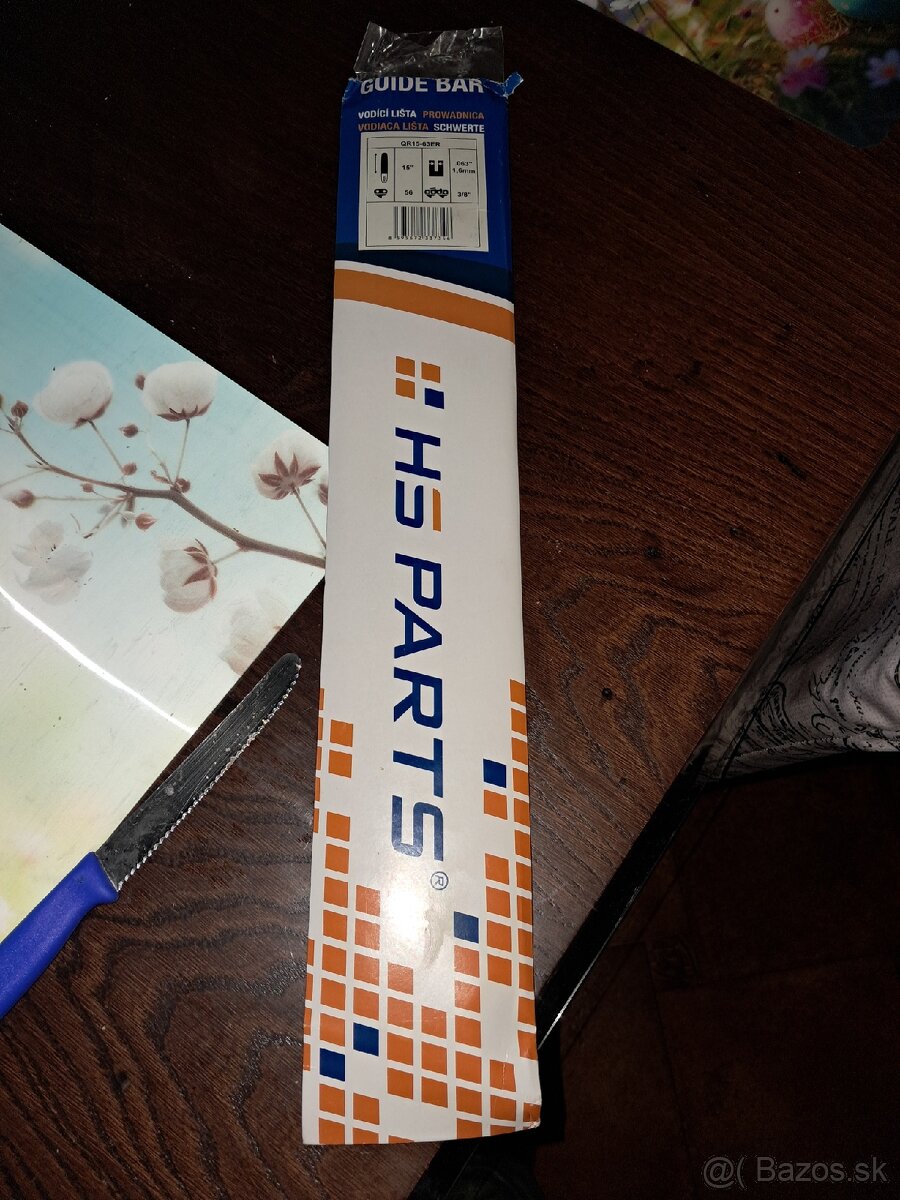 GUIDE BAR
VODÍCÍ LIŠTA PROWADNICA
VODIACA LIŠTA SCHWERTE
QR15-63ER
15" .063"
1,6mm
56 3/8"
HS PARTS®
@( Bazos.sk